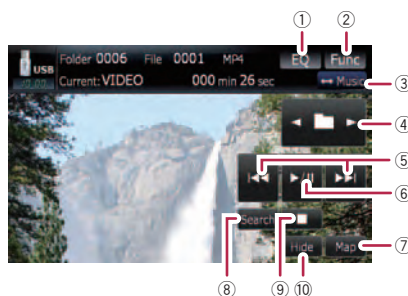 ① ②
USB Folder 0006 File 0001 MP4 EQ Func
Current: VIDEO 000 min 26 sec Music ③
④
⑤
⑥
Search
Hide Map ⑦
⑧ ⑨ ⑩